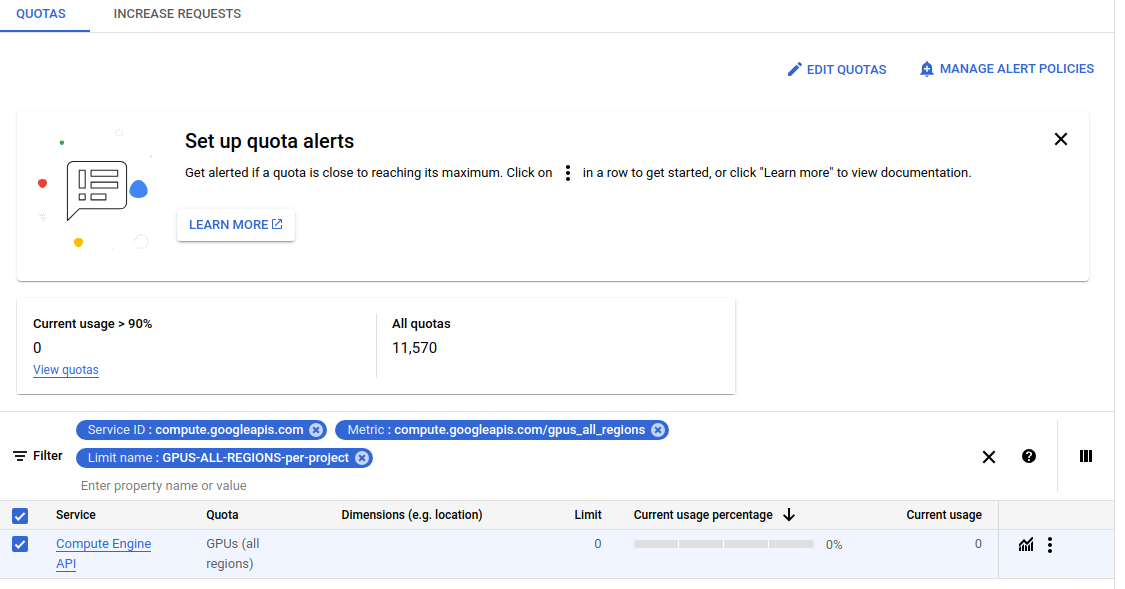 QUOTAS INCREASE REQUESTS
EDIT QUOTAS MANAGE ALERT POLICIES
Set up quota alerts
Get alerted if a quota is close to reaching its maximum. Click on in a row to get started, or click "Learn more" to view documentation.
LEARN MORE
Current usage > 90% All quotas
0 11,570
View quotas
Service ID : compute.googleapis.com Metric : compute.googleapis.com/gpus_all_regions
Filter Limit name : GPUS-ALL-REGIONS-per-project
Enter property name or value
Service Quota Dimensions (e.g. location) Limit Current usage percentage Current usage
Compute Engine GPUs (all 0 0% 0
API regions)